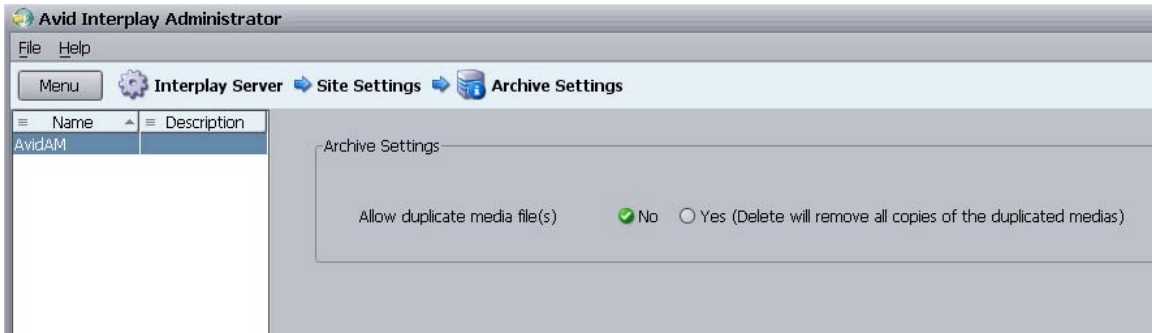 Avid Interplay Administrator
File Help
Menu Interplay Server Site Settings Archive Settings
Name Description
AvidAM
Archive Settings
Allow duplicate media file(s) No Yes (Delete will remove all copies of the duplicated medias)